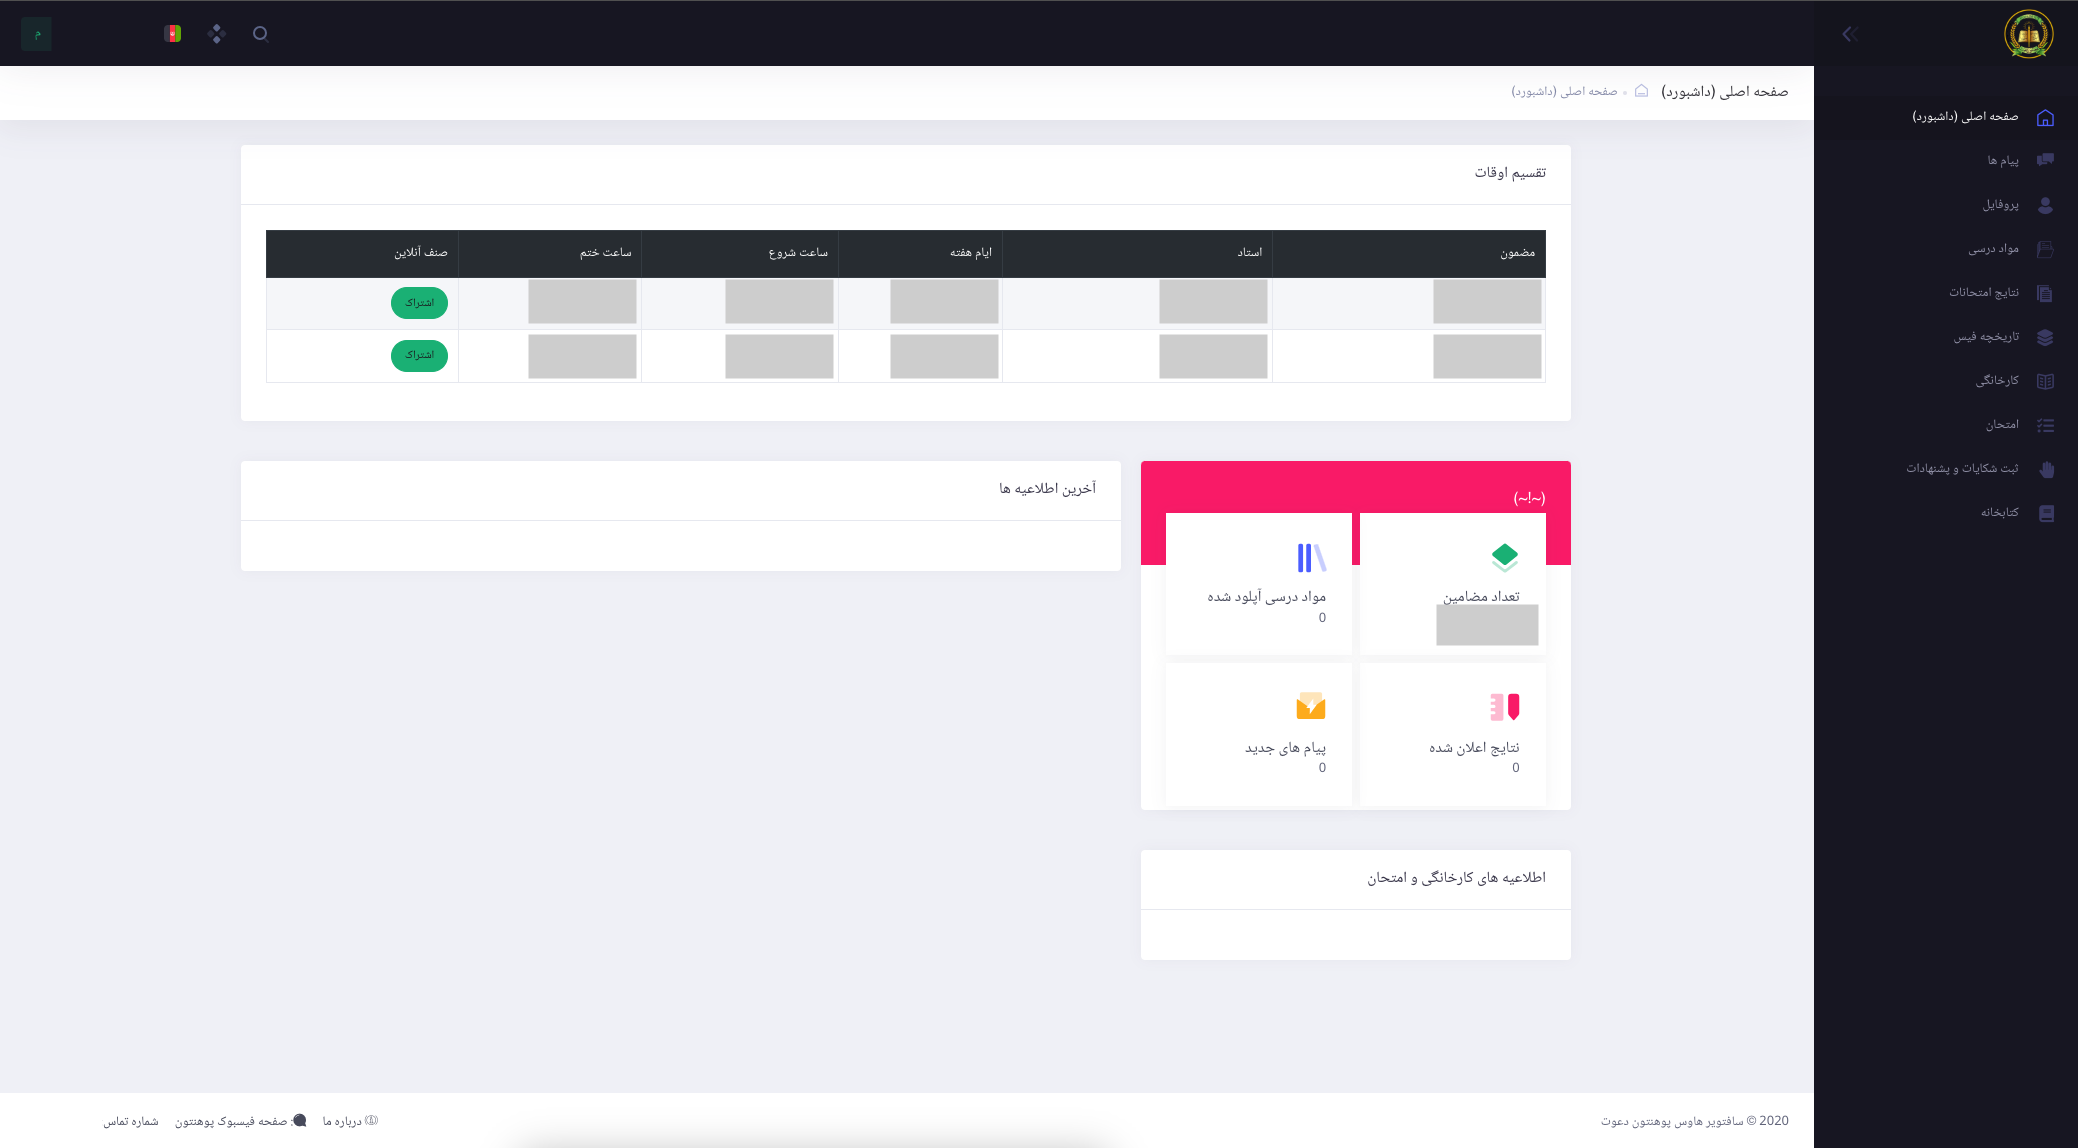 م
صفحه اصلی (داشبورد)
پیام ها
پروفایل
مواد درسی
نتایج امتحانات
تاریخچه فیس
کارخانگی
امتحان
ثبت شکایات و پشنهادات
کتابخانه
صفحه اصلی (داشبورد)
صفحه اصلی (داشبورد)
تقسیم اوقات
مضمون استاد ایام هفته ساعت شروع ساعت ختم صنف آنلاین
اشتراک
اشتراک
(~!~)
تعداد مضامین
مواد درسی آپلود شده
0
نتایج اعلان شده
0
پیام های جدید
0
آخرین اطلاعیه ها
اطلاعیه های کارخانگی و امتحان
2020 © سافتویر هاوس پوهنتون دعوت
درباره ما
: صفحه فیسبوک پوهنتون
شماره تماس